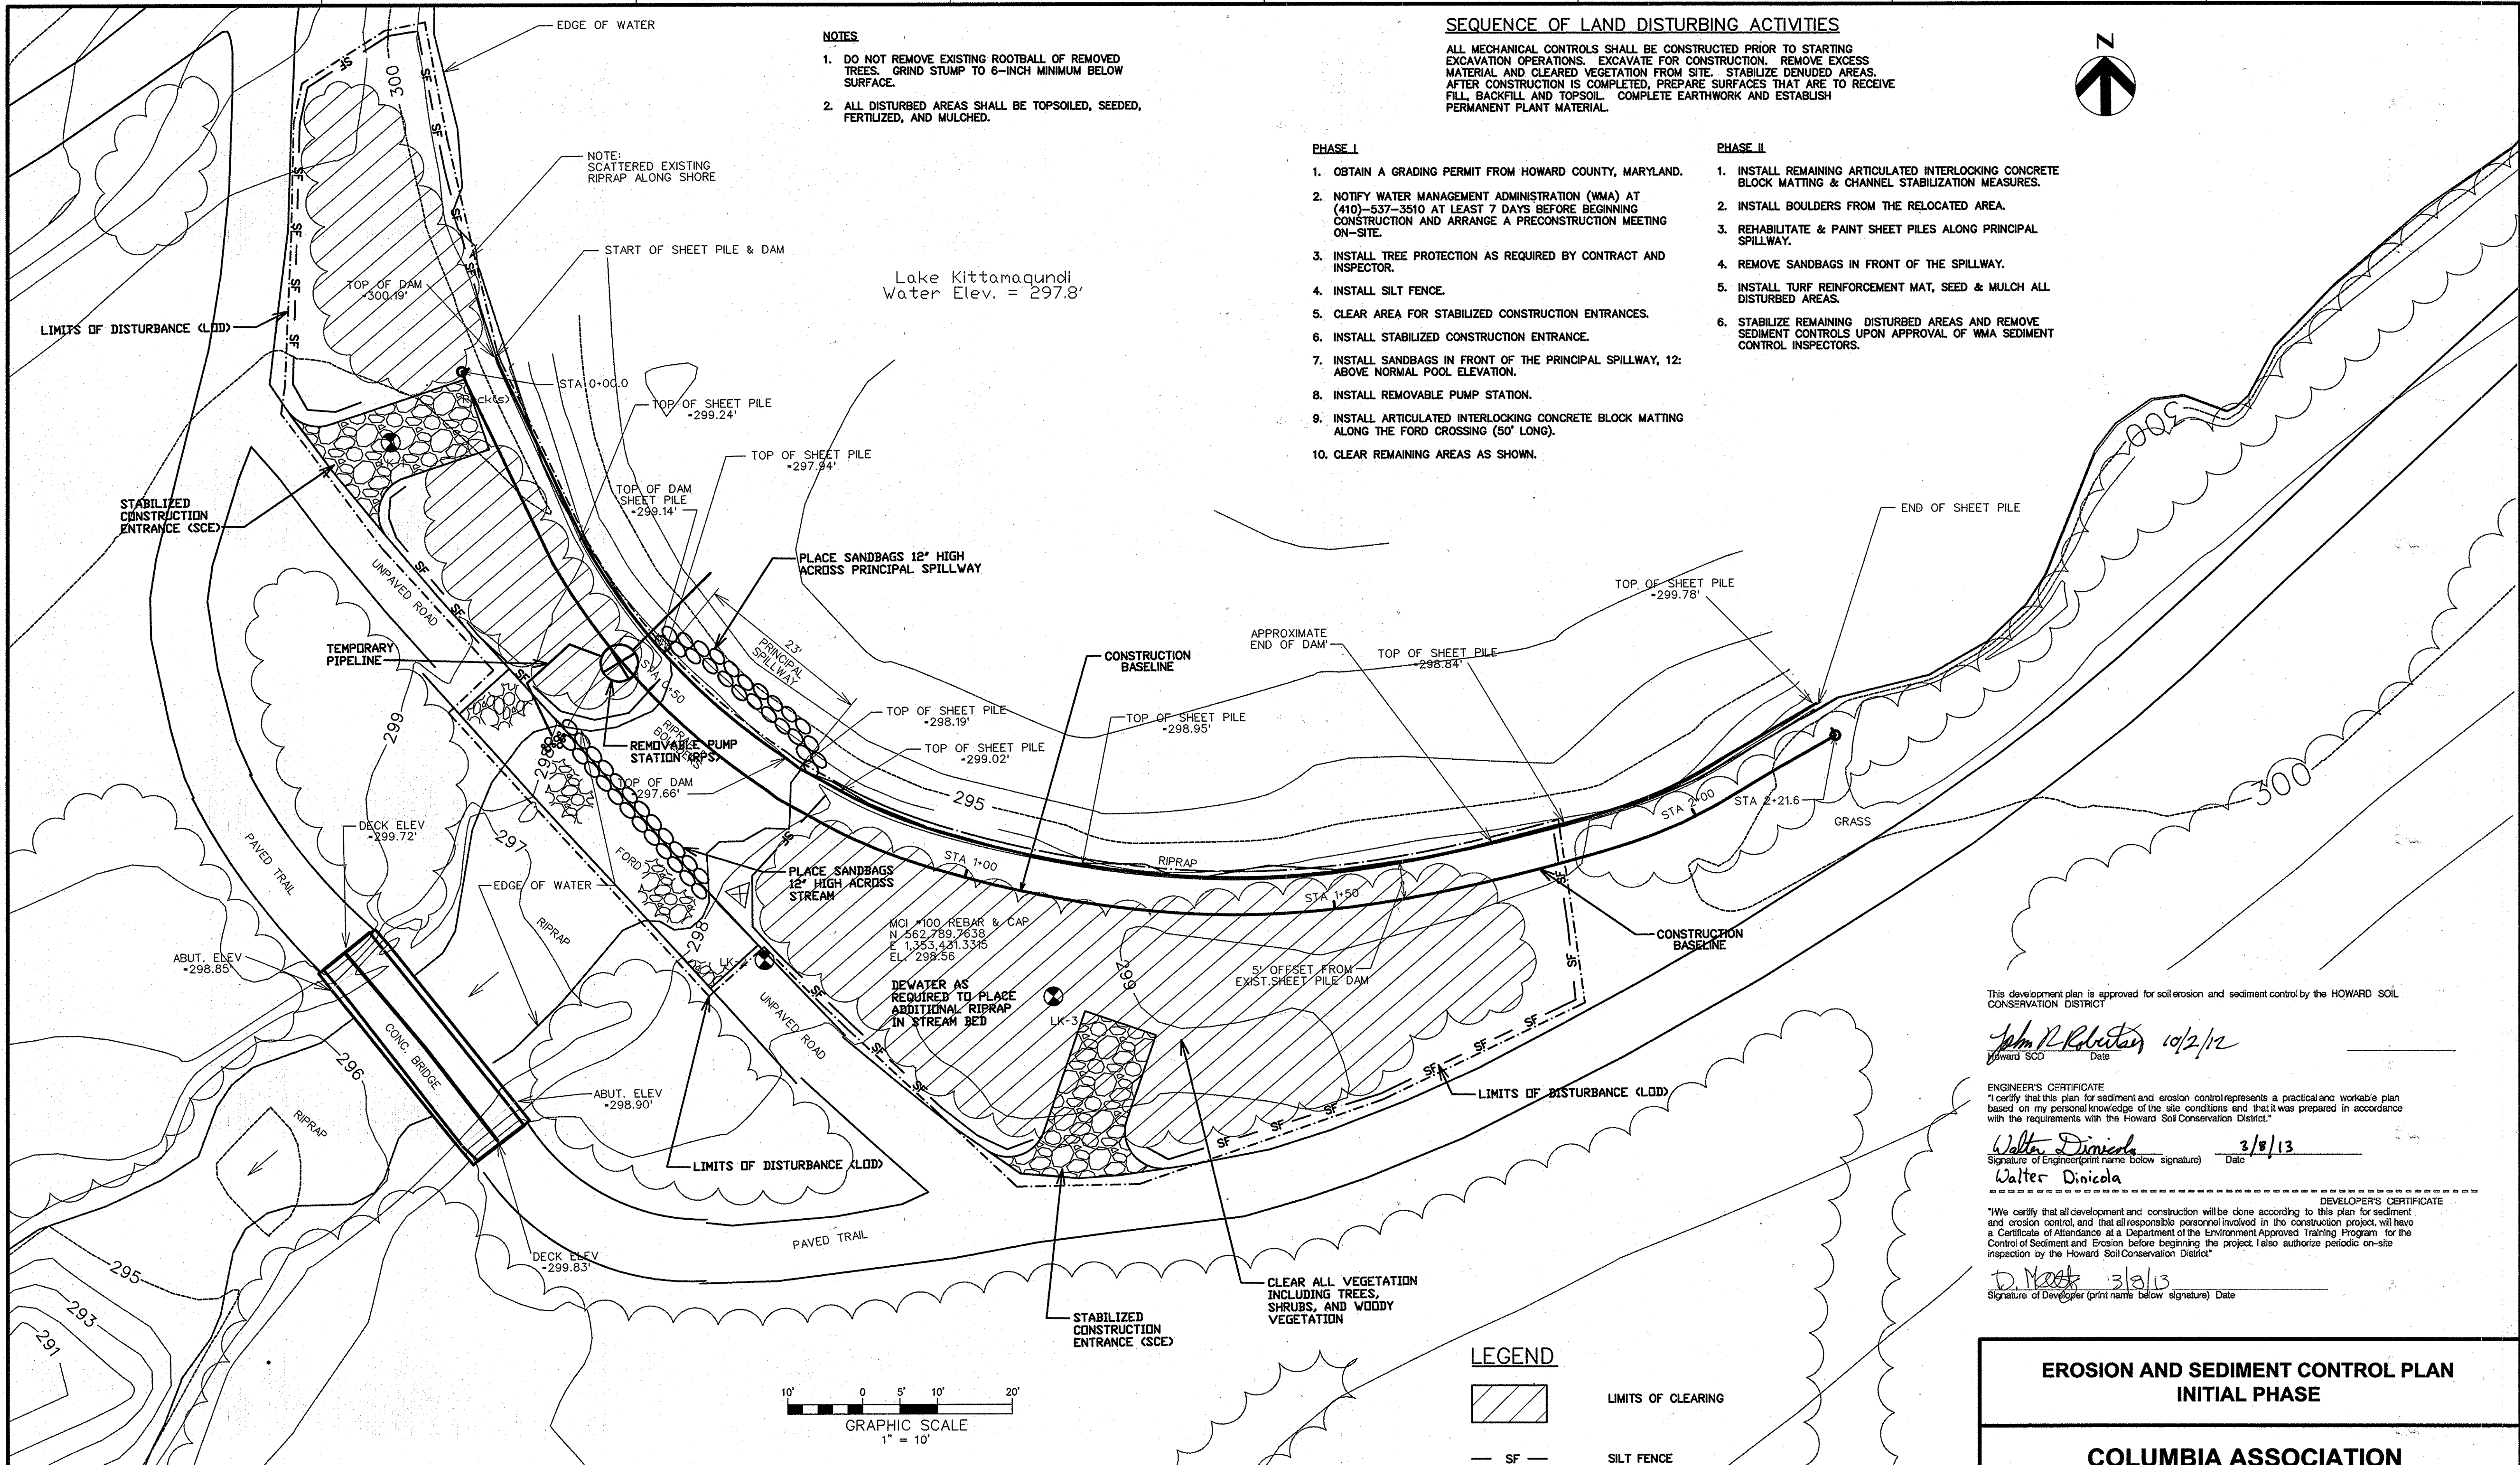 EDGE OF WATER
NOTES
1. DO NOT REMOVE EXISTING ROOTBALL OF REMOVED
TREES. GRIND STUMP TO 6-INCH MINIMUM BELOW
SURFACE.
2. ALL DISTURBED AREAS SHALL BE TOPSOILED, SEEDED,
FERTILIZED, AND MULCHED.
SEQUENCE OF LAND DISTURBING ACTIVITIES
ALL MECHANICAL CONTROLS SHALL BE CONSTRUCTED PRIOR TO STARTING
EXCAVATION OPERATIONS. EXCAVATE FOR CONSTRUCTION. REMOVE EXCESS
MATERIAL AND CLEARED VEGETATION FROM SITE. STABILIZE DENUDED AREAS.
AFTER CONSTRUCTION IS COMPLETED, PREPARE SURFACES THAT ARE TO RECEIVE
FILL, BACKFILL AND TOPSOIL. COMPLETE EARTHWORK AND ESTABLISH
PERMANENT PLANT MATERIAL.
N
PHASE I
1. OBTAIN A GRADING PERMIT FROM HOWARD COUNTY, MARYLAND.
2. NOTIFY WATER MANAGEMENT ADMINISTRATION (WMA) AT
(410)-537-3510 AT LEAST 7 DAYS BEFORE BEGINNING
CONSTRUCTION AND ARRANGE A PRECONSTRUCTION MEETING
ON-SITE.
3. INSTALL TREE PROTECTION AS REQUIRED BY CONTRACT AND
INSPECTOR.
4. INSTALL SILT FENCE.
5. CLEAR AREA FOR STABILIZED CONSTRUCTION ENTRANCES.
6. INSTALL STABILIZED CONSTRUCTION ENTRANCE.
7. INSTALL SANDBAGS IN FRONT OF THE PRINCIPAL SPILLWAY, 12:
ABOVE NORMAL POOL ELEVATION.
8. INSTALL REMOVABLE PUMP STATION.
9. INSTALL ARTICULATED INTERLOCKING CONCRETE BLOCK MATTING
ALONG THE FORD CROSSING (50' LONG).
10. CLEAR REMAINING AREAS AS SHOWN.
PHASE II
1. INSTALL REMAINING ARTICULATED INTERLOCKING CONCRETE
BLOCK MATTING & CHANNEL STABILIZATION MEASURES.
2. INSTALL BOULDERS FROM THE RELOCATED AREA.
3. REHABILITATE & PAINT SHEET PILES ALONG PRINCIPAL
SPILLWAY.
4. REMOVE SANDBAGS IN FRONT OF THE SPILLWAY.
5. INSTALL TURF REINFORCEMENT MAT, SEED & MULCH ALL
DISTURBED AREAS.
6. STABILIZE REMAINING DISTURBED AREAS AND REMOVE
SEDIMENT CONTROLS UPON APPROVAL OF WMA SEDIMENT
CONTROL INSPECTORS.
300
SF
SF
SF
SF
SF
SF
SF
SF
SF
NOTE:
SCATTERED EXISTING
RIPRAP ALONG SHORE
START OF SHEET PILE & DAM
Lake Kittamaqundi
Water Elev. = 297.8'
TOP OF DAM
=300.19'
LIMITS OF DISTURBANCE (LOD)
STA 0+00.0
TOP OF SHEET PILE
=299.24'
TOP OF SHEET PILE
=297.94'
TOP OF DAM
SHEET PILE
=299.14'
STABILIZED
CONSTRUCTION
ENTRANCE (SCE)
300
END OF SHEET PILE
PLACE SANDBAGS 12" HIGH
ACROSS PRINCIPAL SPILLWAY
UNPAVED ROAD
SF
SF
SF
TOP OF SHEET PILE
=299.78'
TEMPORARY
PIPELINE
23'
PRINCIPAL
SPILLWAY
APPROXIMATE
END OF DAM
CONSTRUCTION
BASELINE
TOP OF SHEET PILE
=298.84'
STA 0+50
299
TOP OF SHEET PILE
=298.19'
TOP OF SHEET PILE
=298.95'
REMOVABLE PUMP
STATION (RPS)
TOP OF SHEET PILE
=299.02'
TOP OF DAM
=297.66'
295
STA 2+00
STA 2+21.6
300
GRASS
DECK ELEV
=299.72'
297
PAVED TRAIL
FORD
STA 1+00
RIPRAP
SF
EDGE OF WATER
PLACE SANDBAGS
12" HIGH ACROSS
STREAM
STA 1+50
SF
MCI #100 REBAR & CAP
N 562,789.7638
E 1,353,431.3315
EL. 298.56
RIPRAP
298
CONSTRUCTION
BASELINE
ABUT. ELEV
=298.85'
299
5' OFFSET FROM
EXIST.SHEET PILE DAM
SF
DEWATER AS
REQUIRED TO PLACE
ADDITIONAL RIPRAP
IN STREAM BED
LK-3
UNPAVED ROAD
SF
SF
SF
CONC. BRIDGE
296
RIPRAP
ABUT. ELEV
=298.90'
SF
SF
SF
SF
SF
SF
SF
LIMITS OF DISTURBANCE (LOD)
LIMITS OF DISTURBANCE (LOD)
PAVED TRAIL
DECK ELEV
=299.83'
295
293
291
CLEAR ALL VEGETATION
INCLUDING TREES,
SHRUBS, AND WOODY
VEGETATION
STABILIZED
CONSTRUCTION
ENTRANCE (SCE)
10' 0 5' 10' 20'
GRAPHIC SCALE
1" = 10'
LEGEND
LIMITS OF CLEARING
SF SILT FENCE
This development plan is approved for soil erosion and sediment control by the HOWARD SOIL
CONSERVATION DISTRICT
John R Robertson 10/2/12
Howard SCD Date
ENGINEER'S CERTIFICATE
"I certify that this plan for sediment and erosion control represents a practical and workable plan
based on my personal knowledge of the site conditions and that it was prepared in accordance
with the requirements with the Howard Soil Conservation District."
Walter Dinicola 3/8/13
Signature of Engineer(print name below signature) Date
Walter Dinicola
DEVELOPER'S CERTIFICATE
"I/We certify that all development and construction will be done according to this plan for sediment
and erosion control, and that all responsible personnel involved in the construction project, will have
a Certificate of Attendance at a Department of the Environment Approved Training Program for the
Control of Sediment and Erosion before beginning the project. I also authorize periodic on-site
inspection by the Howard Soil Conservation District"
3/8/13
Signature of Developer (print name below signature) Date
EROSION AND SEDIMENT CONTROL PLAN
INITIAL PHASE
COLUMBIA ASSOCIATION